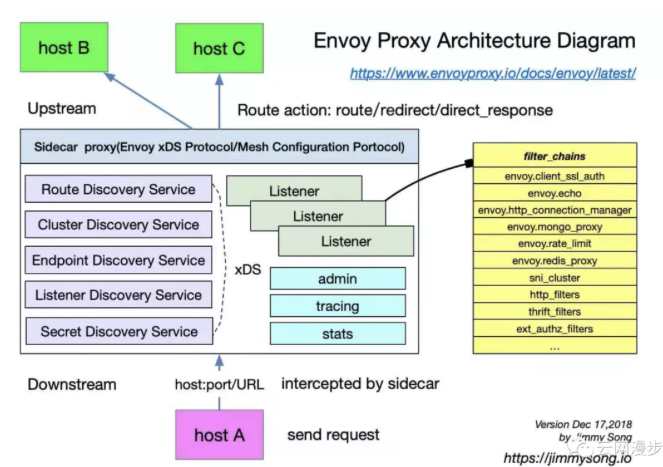 host B
host C
Envoy Proxy Architecture Diagram
https://www.envoyproxy.io/docs/envoy/latest/
Upstream
Route action: route/redirect/direct_response
Sidecar proxy(Envoy xDS Protocol/Mesh Configuration Portocol)
Route Discovery Service
Cluster Discovery Service
Endpoint Discovery Service
Listener Discovery Service
Secret Discovery Service
xDS
Listener
Listener
Listener
admin
tracing
stats
filter_chains
envoy.client_ssl_auth
envoy.echo
envoy.http_connection_manager
envoy.mongo_proxy
envoy.rate_limit
envoy.redis_proxy
sni_cluster
http_filters
thrift_filters
ext_authz_filters
...
Downstream
host:port/URL
intercepted by sidecar
host A
send request
Version Dec 17,2018
by Jimmy Song
云网漫步
https://jimmysong.io